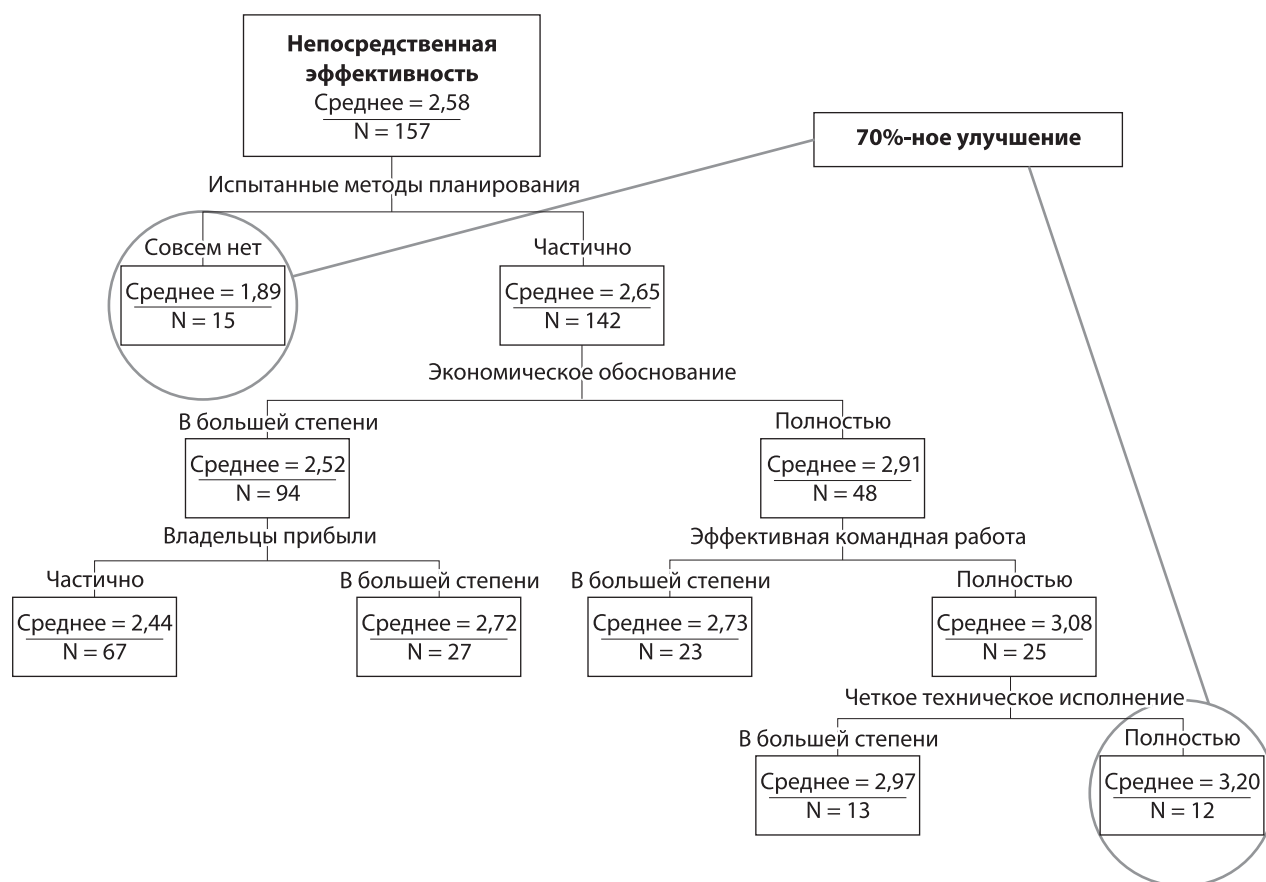 Непосредственная
эффективность
Среднее = 2,58
N = 157
70%-ное улучшение
Испытанные методы планирования
Совсем нет
Частично
Среднее = 1,89
N = 15
Среднее = 2,65
N = 142
Экономическое обоснование
В большей степени
Полностью
Среднее = 2,52
N = 94
Среднее = 2,91
N = 48
Владельцы прибыли
Эффективная командная работа
Частично
В большей степени
В большей степени
Полностью
Среднее = 2,44
N = 67
Среднее = 2,72
N = 27
Среднее = 2,73
N = 23
Среднее = 3,08
N = 25
Четкое техническое исполнение
В большей степени
Полностью
Среднее = 2,97
N = 13
Среднее = 3,20
N = 12